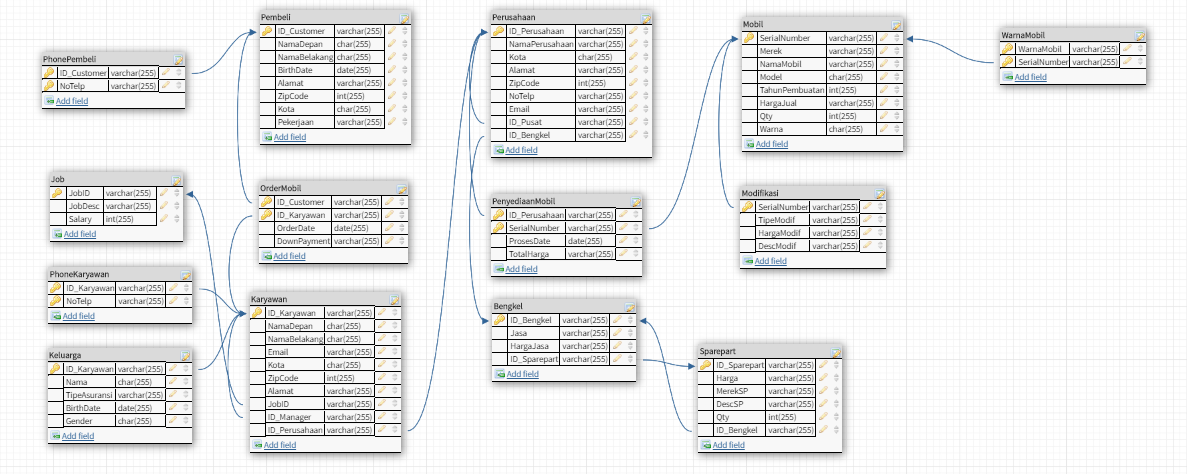 PhonePembeli
ID_Customer varchar(255)
NoTelp varchar(255)
Add field
Pembeli
ID_Customer varchar(255)
NamaDepan char(255)
NamaBelakang char(255)
BirthDate date(255)
Alamat varchar(255)
ZipCode int(255)
Kota char(255)
Pekerjaan varchar(255)
Add field
Perusahaan
ID_Perusahaan varchar(255)
NamaPerusahaan varchar(255)
Kota char(255)
Alamat varchar(255)
ZipCode int(255)
NoTelp varchar(255)
Email varchar(255)
ID_Pusat varchar(255)
ID_Bengkel varchar(255)
Add field
Mobil
SerialNumber varchar(255)
Merek varchar(255)
NamaMobil varchar(255)
Model char(255)
TahunPembuatan int(255)
HargaJual varchar(255)
Qty int(255)
Warna char(255)
Add field
WarnaMobil
WarnaMobil varchar(255)
SerialNumber varchar(255)
Add field
Job
JobID varchar(255)
JobDesc varchar(255)
Salary int(255)
Add field
OrderMobil
ID_Customer varchar(255)
ID_Karyawan varchar(255)
OrderDate date(255)
DownPayment varchar(255)
Add field
PenyediaanMobil
ID_Perusahaan varchar(255)
SerialNumber varchar(255)
ProsesDate date(255)
TotalHarga varchar(255)
Add field
Modifikasi
SerialNumber varchar(255)
TipeModif varchar(255)
HargaModif varchar(255)
DescModif varchar(255)
Add field
PhoneKaryawan
ID_Karyawan varchar(255)
NoTelp varchar(255)
Add field
Karyawan
ID_Karyawan varchar(255)
NamaDepan char(255)
NamaBelakang char(255)
Email varchar(255)
Kota char(255)
ZipCode int(255)
Alamat varchar(255)
JobID varchar(255)
ID_Manager varchar(255)
ID_Perusahaan varchar(255)
Add field
Bengkel
ID_Bengkel varchar(255)
Jasa varchar(255)
HargaJasa varchar(255)
ID_Sparepart varchar(255)
Add field
Keluarga
ID_Karyawan varchar(255)
Nama char(255)
TipeAsuransi varchar(255)
BirthDate date(255)
Gender char(255)
Add field
Sparepart
ID_Sparepart varchar(255)
Harga varchar(255)
MerekSP varchar(255)
DescSP varchar(255)
Qty int(255)
ID_Bengkel varchar(255)
Add field